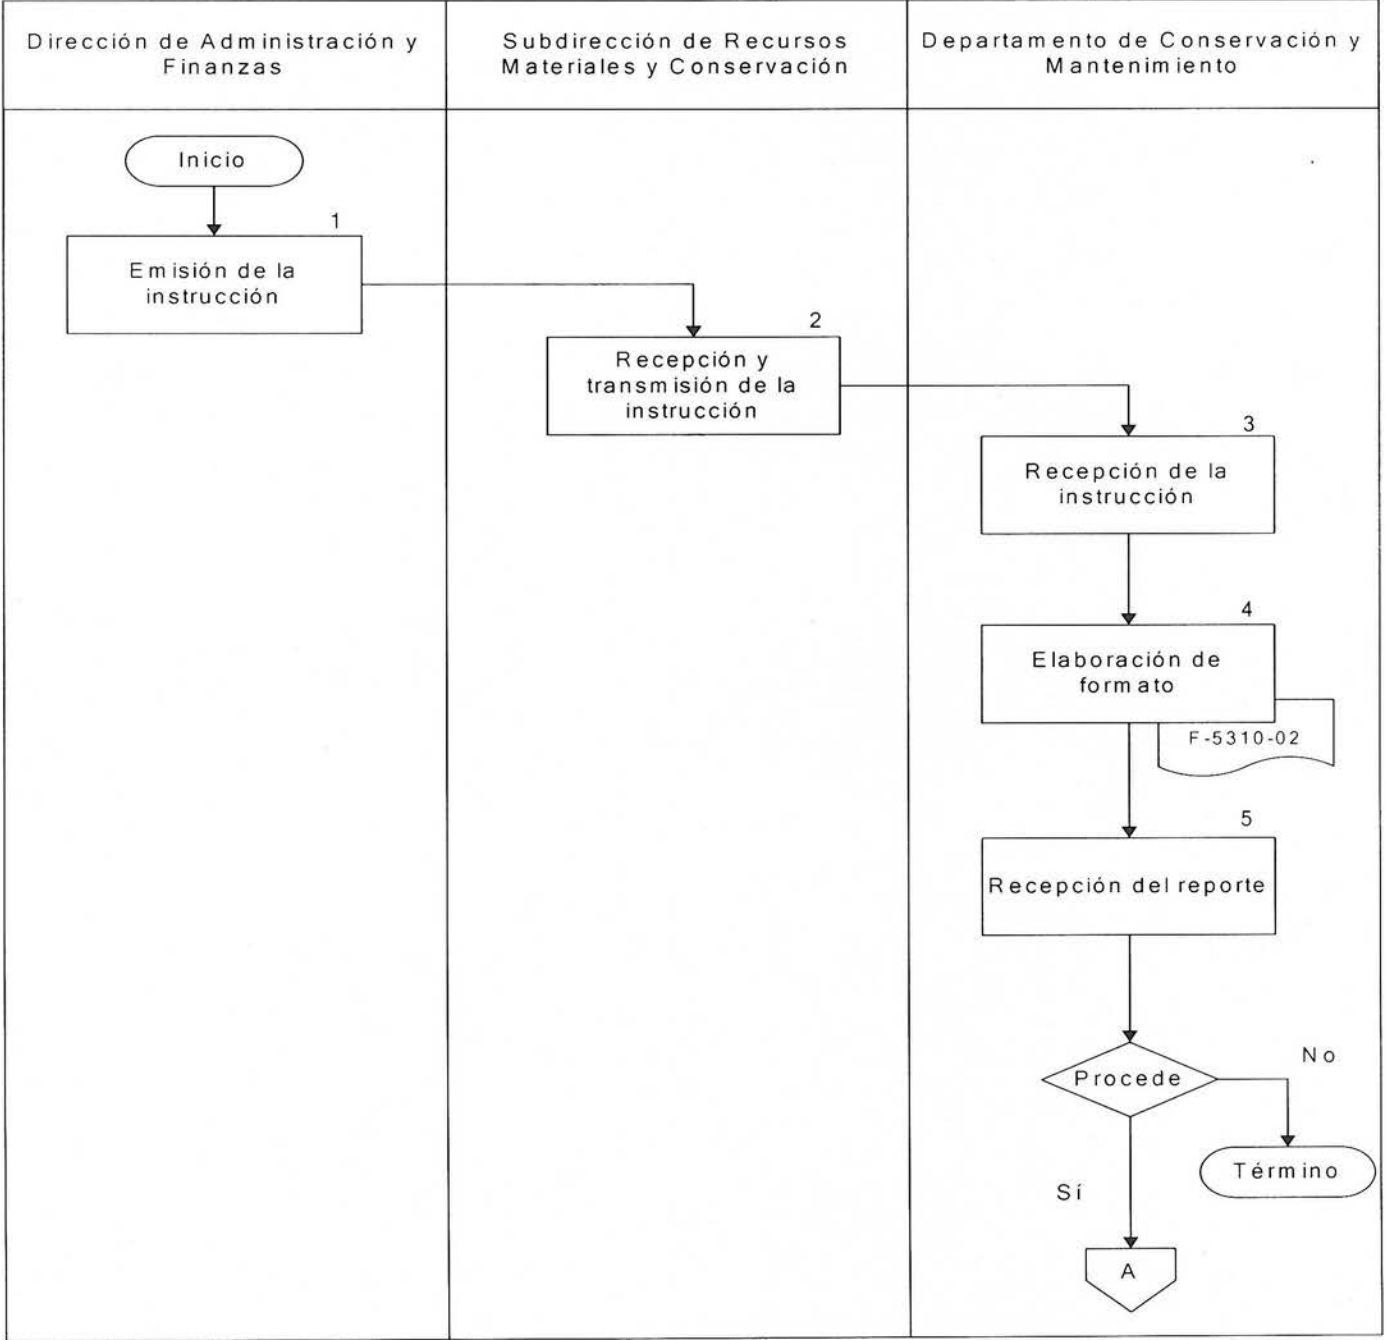 Dirección de Administración y
Finanzas
Subdirección de Recursos
Materiales y Conservación
Departamento de Conservación y
Mantenimiento
Inicio
1
Emisión de la
instrucción
2
Recepción y
transmisión de la
instrucción
3
Recepción de la
instrucción
4
Elaboración de
formato
F-5310-02
5
Recepción del reporte
Procede
No
Término
Sí
A